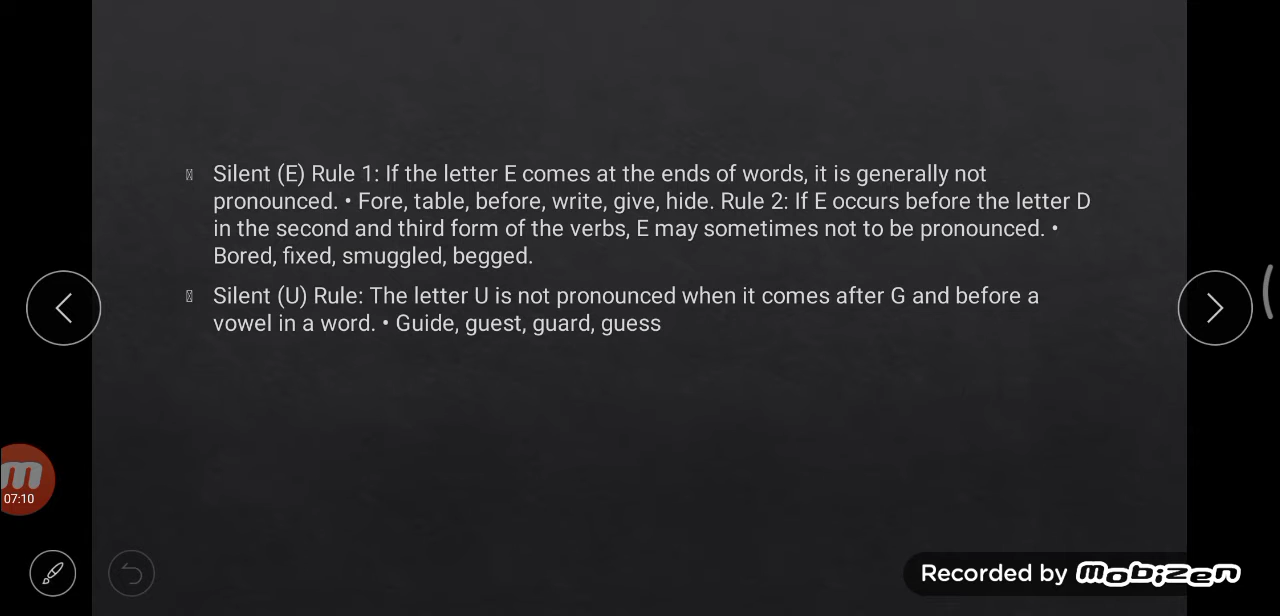 Silent (E) Rule 1: If the letter E comes at the ends of words, it is generally not
pronounced. • Fore, table, before, write, give, hide. Rule 2: If E occurs before the letter D
in the second and third form of the verbs, E may sometimes not to be pronounced. •
Bored, fixed, smuggled, begged.
Silent (U) Rule: The letter U is not pronounced when it comes after G and before a
vowel in a word. • Guide, guest, guard, guess
m
07:10
Recorded by mobizen